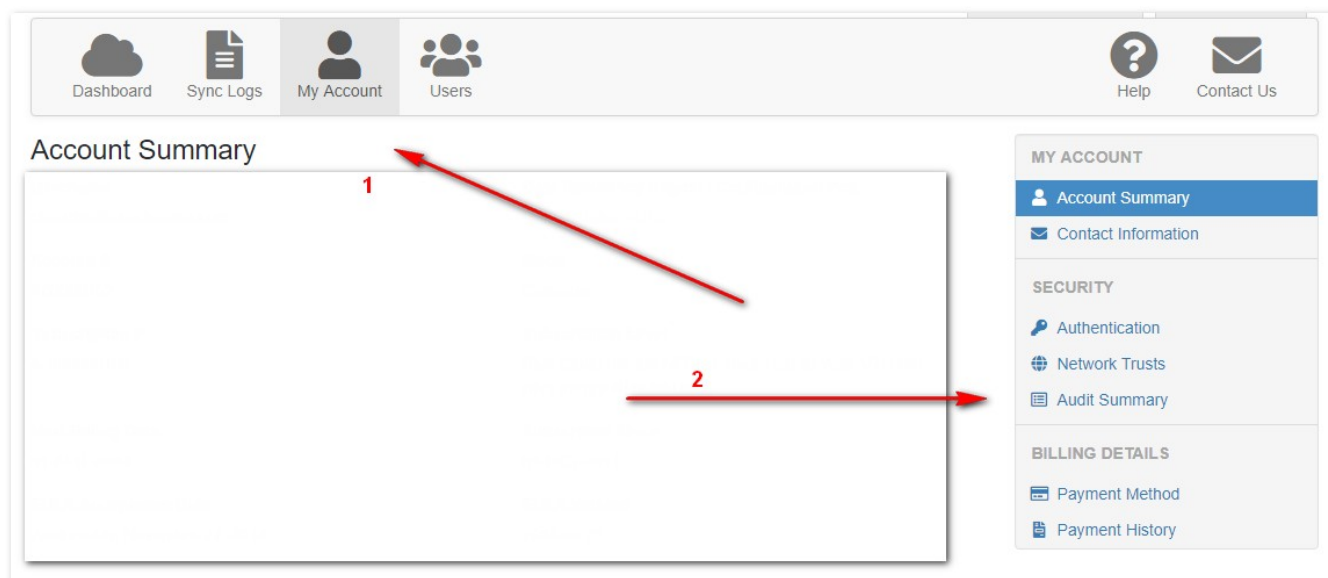 Dashboard
Sync Logs
My Account
Users
Help
Contact Us
Account Summary
1
2
MY ACCOUNT
Account Summary
Contact Information
SECURITY
Authentication
Network Trusts
Audit Summary
BILLING DETAILS
Payment Method
Payment History